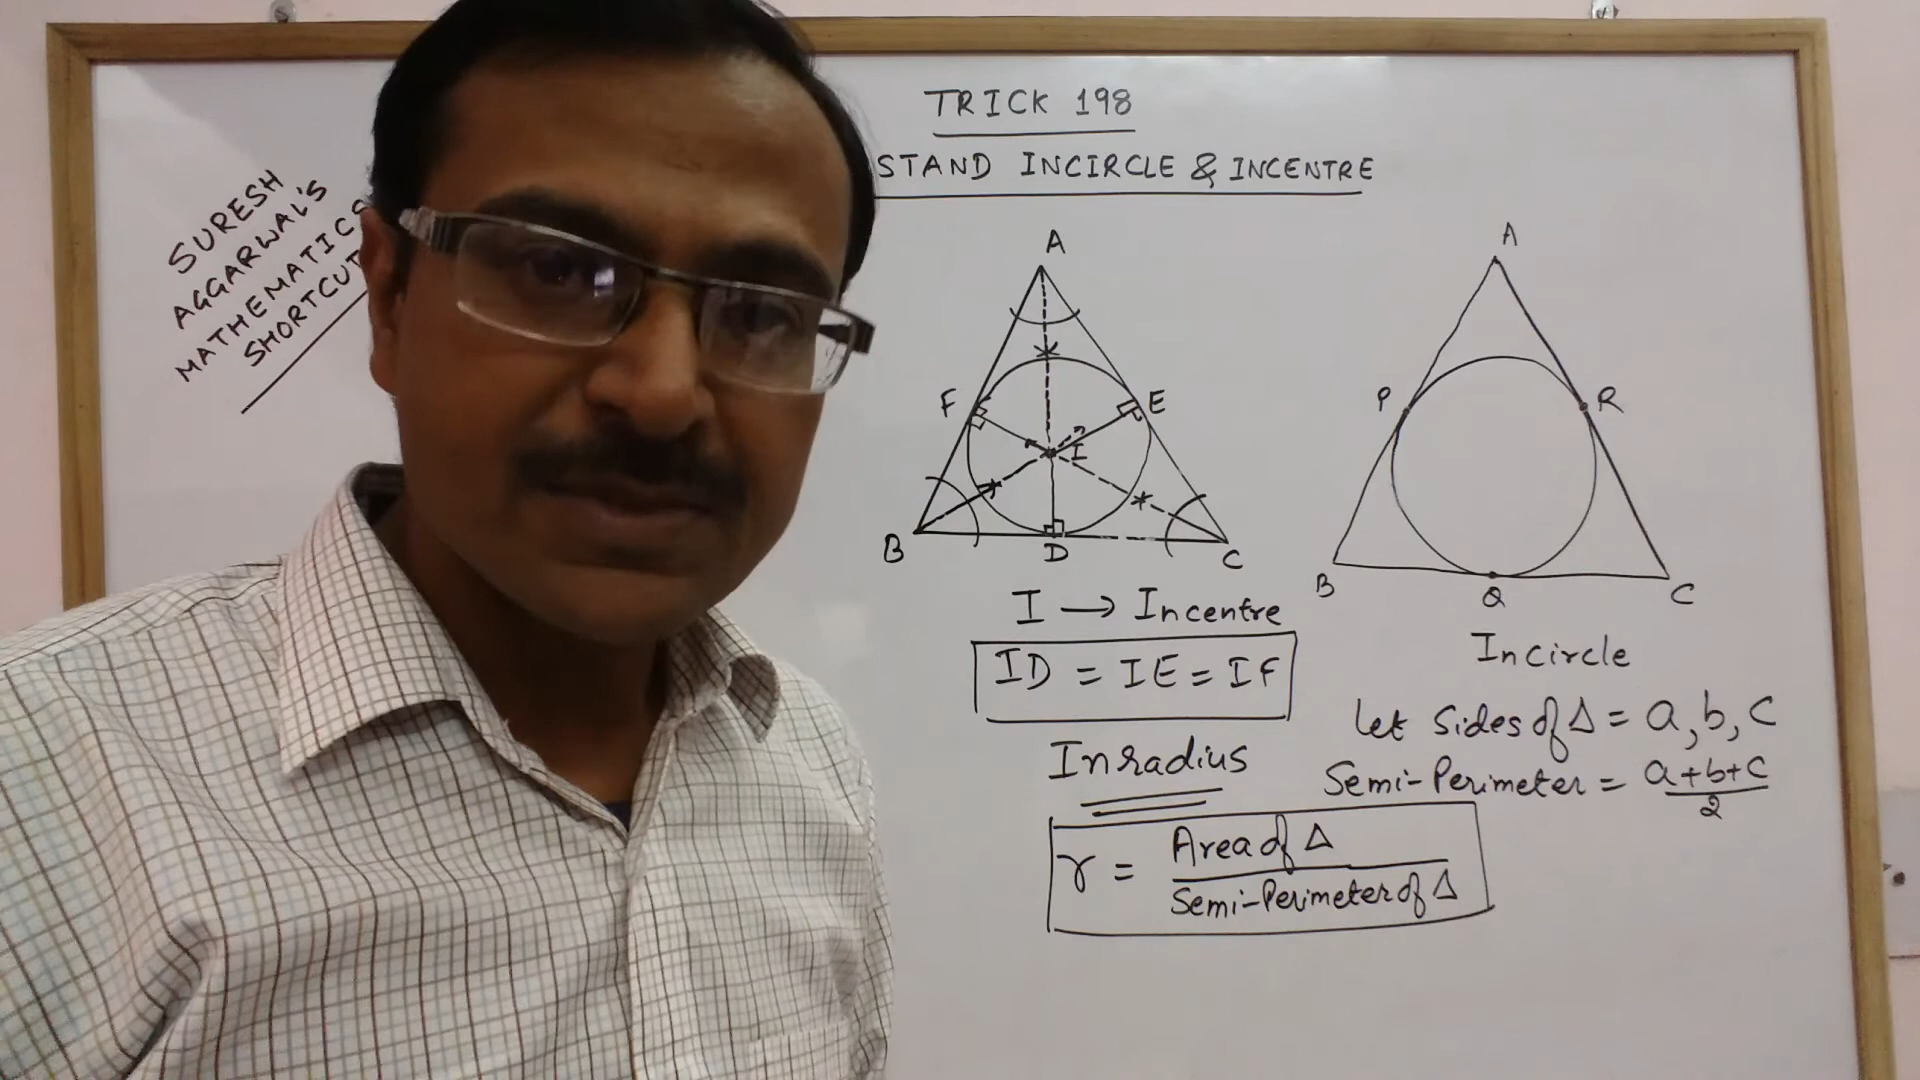 SURESH
AGGARWAL'S
MATHEMATICS
SHORTCUT
TRICK 198
STAND INCIRCLE & INCENTRE
A
F
E
I
B
D
C
I → Incentre
ID = IE = IF
Inradius
r = Area of Δ / Semi-Perimeter of Δ
A
P
R
B
Q
C
Incircle
Let Sides of Δ = a, b, c
Semi-Perimeter = a+b+c / 2